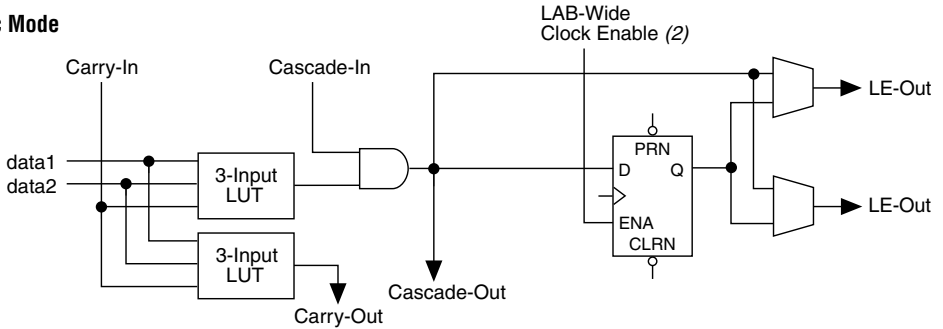 Mode
LAB-Wide
Clock Enable (2)
Carry-In
Cascade-In
LE-Out
data1
data2
3-Input
LUT
PRN
D
Q
ENA
CLRN
LE-Out
3-Input
LUT
Cascade-Out
Carry-Out